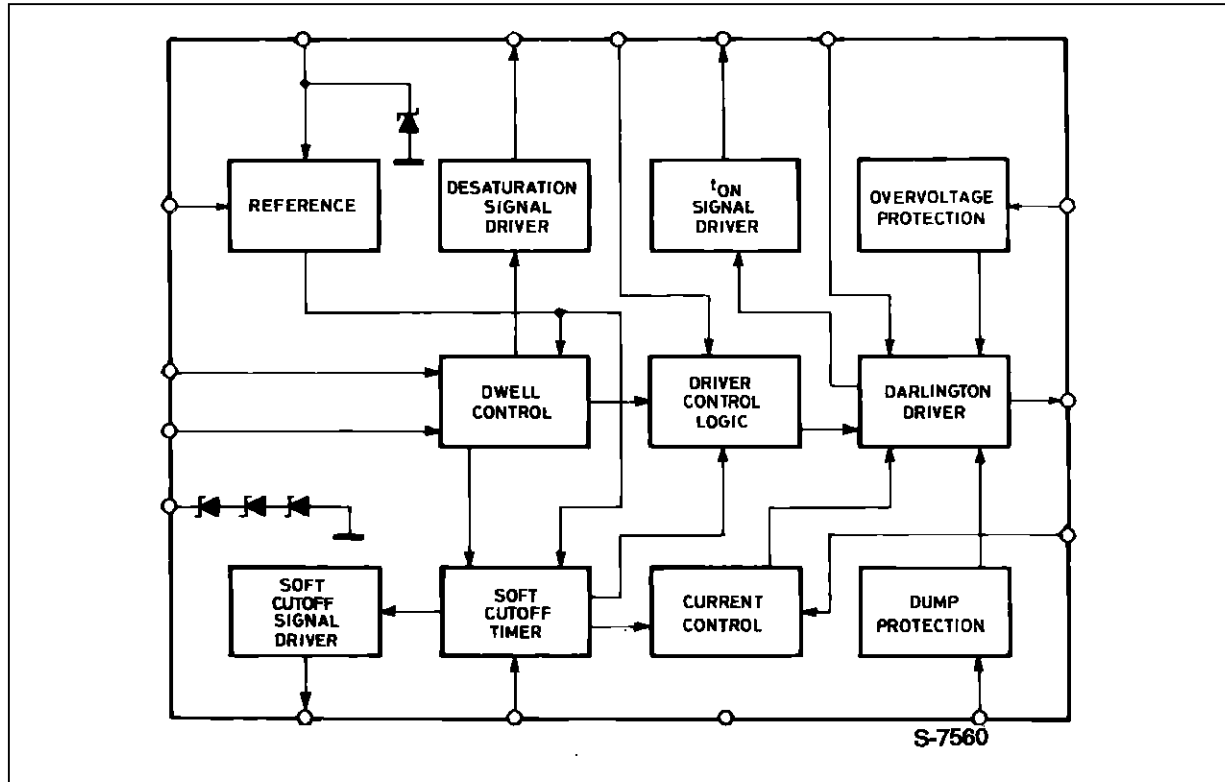 REFERENCE
DESATURATION
SIGNAL
DRIVER
tON
SIGNAL
DRIVER
OVERVOLTAGE
PROTECTION
DWELL
CONTROL
DRIVER
CONTROL
LOGIC
DARLINGTON
DRIVER
SOFT
CUTOFF
SIGNAL
DRIVER
SOFT
CUTOFF
TIMER
CURRENT
CONTROL
DUMP
PROTECTION
S-7560